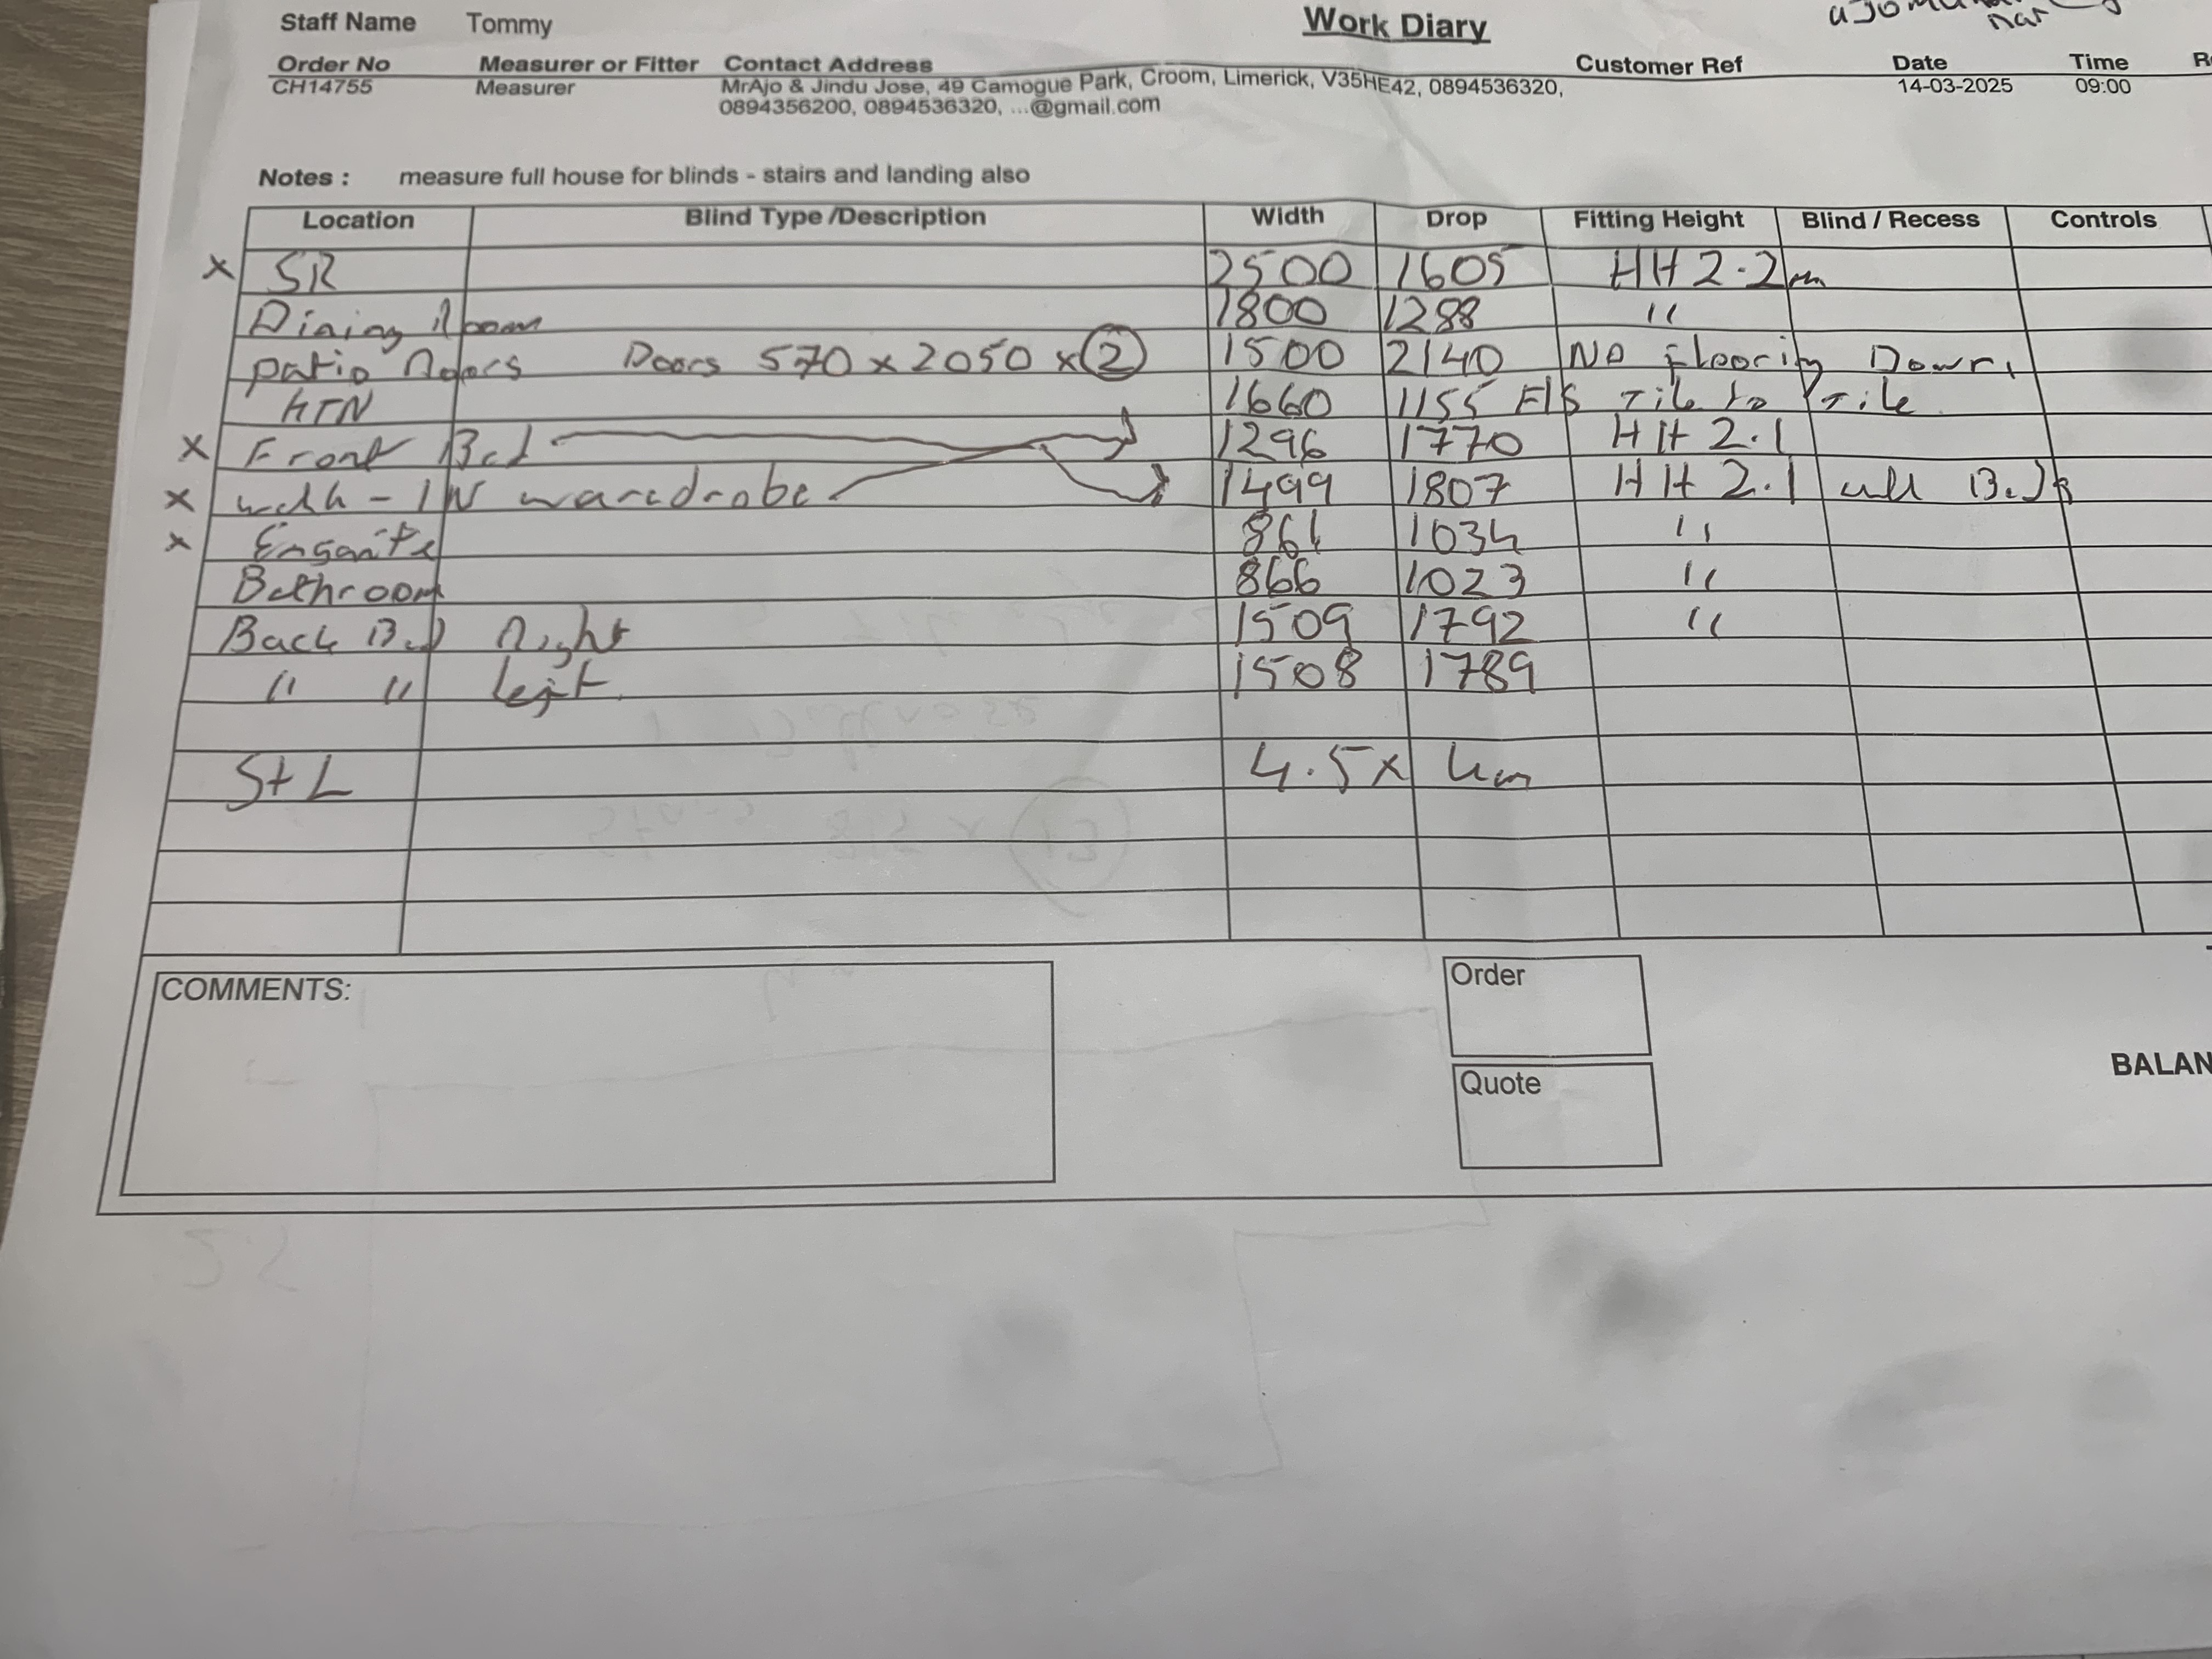 Staff Name Tommy
Work Diary
Order No Measurer or Fitter Contact Address Customer Ref Date Time
CH14755 Measurer MrAjo & Jindu Jose, 49 Camogue Park, Croom, Limerick, V35HE42, 0894536320, 14-03-2025 09:00
0894356200, 0894536320, ...@gmail.com
Notes : measure full house for blinds - stairs and landing also
Location Blind Type /Description Width Drop Fitting Height Blind / Recess Controls
x SR 2500 1605 HH 2.2m
Dining Room 1800 1288 "
patio Doors Doors 570 x 2050 x 2 1500 2140 No Flooring Down
KTN 1660 1155 E/S Tile to Tile
x Front Bed 1296 1770 HH 2.1
x walk-IN waredrobe 1499 1807 HH 2.1 all Beds
x Ensuite 861 1034 "
Bathroom 866 1023 "
Back Bed Right 1509 1792 "
" " left 1508 1789
S+L 4.5 x 4m
COMMENTS:
Order
Quote
BALAN